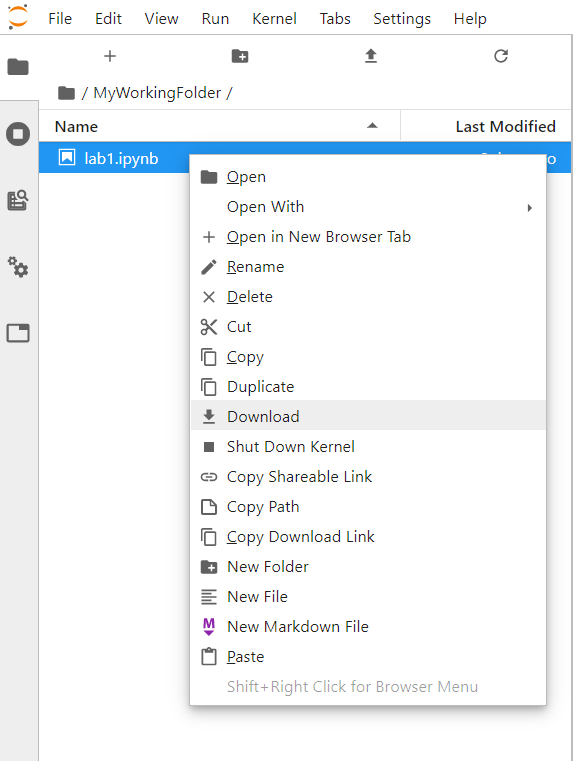 File Edit View Run Kernel Tabs Settings Help
/ MyWorkingFolder /
Name Last Modified
lab1.ipynb
Open
Open With
Open in New Browser Tab
Rename
Delete
Cut
Copy
Duplicate
Download
Shut Down Kernel
Copy Shareable Link
Copy Path
Copy Download Link
New Folder
New File
New Markdown File
Paste
Shift+Right Click for Browser Menu